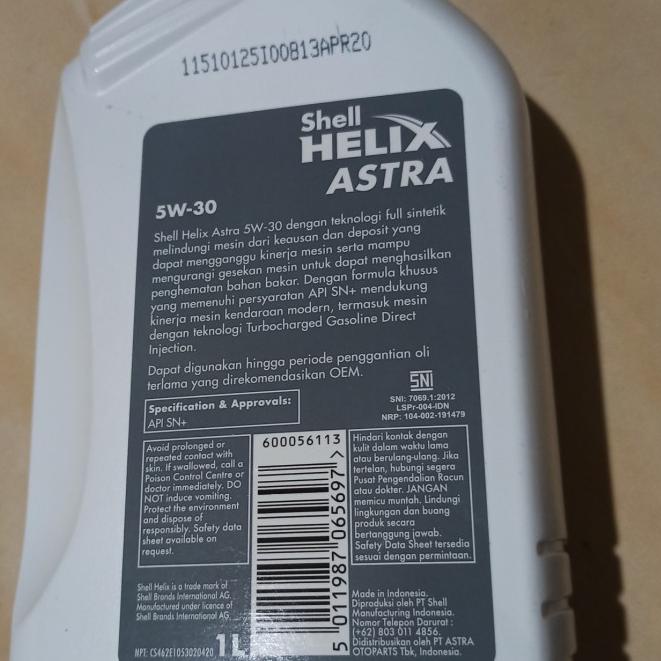 11510125I00813APR20
Shell
HELIX
ASTRA
5W-30
Shell Helix Astra 5W-30 dengan teknologi full sintetik
melindungi mesin dari keausan dan deposit yang
dapat mengganggu kinerja mesin serta mampu
mengurangi gesekan mesin untuk dapat menghasilkan
penghematan bahan bakar. Dengan formula khusus
yang memenuhi persyaratan API SN+ mendukung
kinerja mesin kendaraan modern, termasuk mesin
dengan teknologi Turbocharged Gasoline Direct
Injection.
Dapat digunakan hingga periode penggantian oli
terlama yang direkomendasikan OEM.
SNI
SNI: 7069.1:2012
LSPr-004-IDN
NRP: 104-002-191479
Specification & Approvals:
API SN+
Avoid prolonged or
repeated contact with
skin. If swallowed, call a
Poison Control Centre or
doctor immediately. DO
NOT induce vomiting.
Protect the environment
and dispose of
responsibly. Safety data
sheet available on
request.
600056113
5 011987 065697 >
Hindari kontak dengan
kulit dalam waktu lama
atau berulang-ulang. Jika
tertelan, hubungi segera
Pusat Pengendalian Racun
atau dokter. JANGAN
memicu muntah. Lindungi
lingkungan dan buang
produk secara
bertanggung jawab.
Safety Data Sheet tersedia
sesuai dengan permintaan.
Shell Helix is a trade mark of
Shell Brands International AG.
Manufactured under licence of
Shell Brands International AG.
NPT: CS462E1053020420
1L
Made in Indonesia.
Diproduksi oleh PT Shell
Manufacturing Indonesia.
Nomor Telepon Darurat :
(+62) 803 011 4856.
Didistribusikan oleh PT ASTRA
OTOPARTS Tbk, Indonesia.